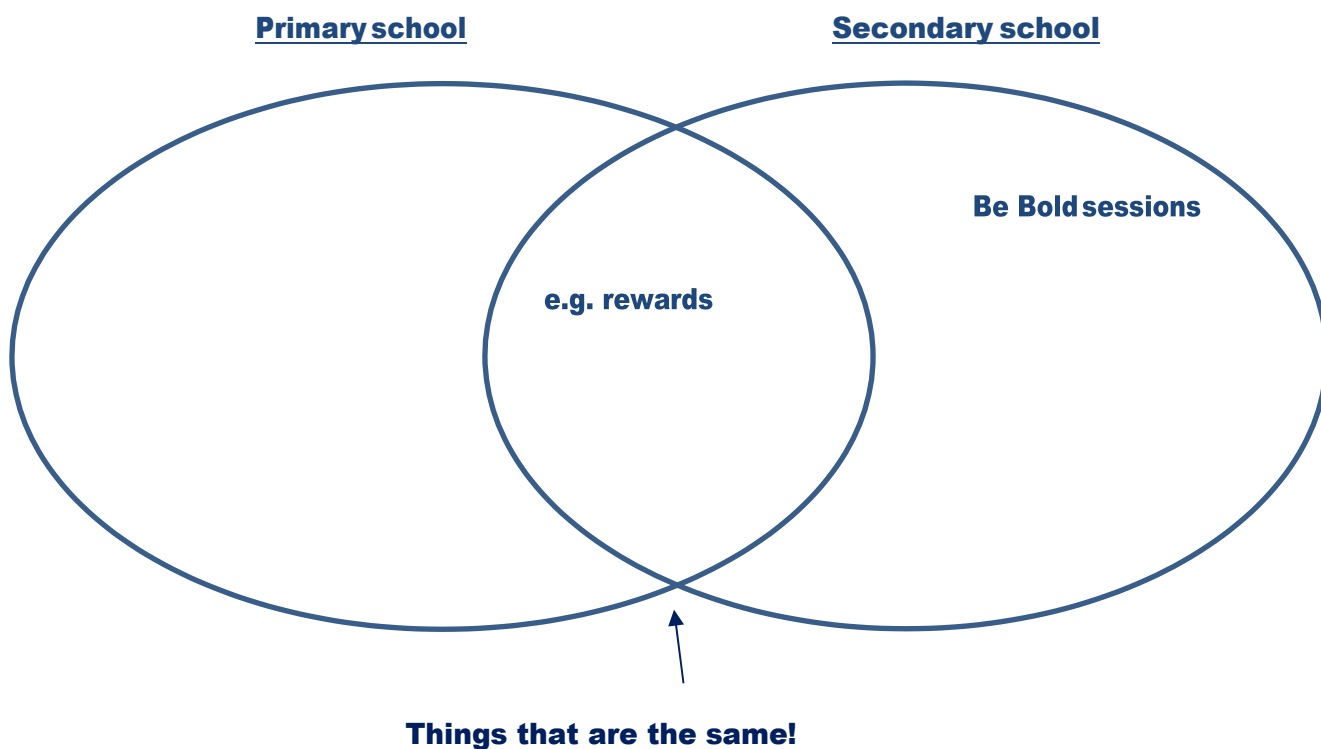 Primary school
Secondary school
Be Bold sessions
e.g. rewards
Things that are the same!